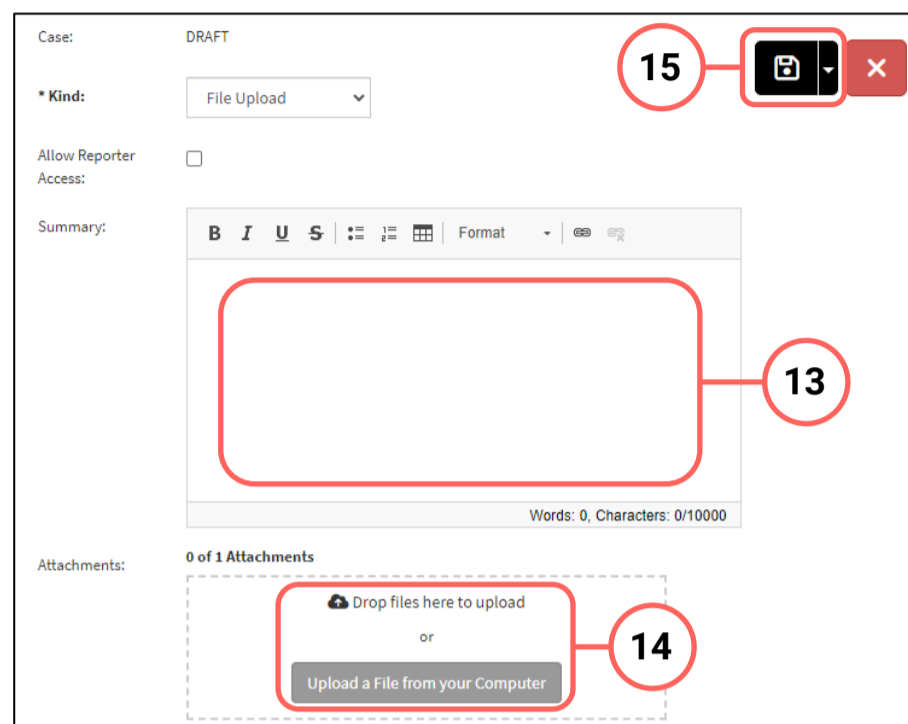 Case: DRAFT
15
* Kind: File Upload
Allow Reporter
Access:
Summary:
B I U S Format
13
Words: 0, Characters: 0/10000
Attachments: 0 of 1 Attachments
Drop files here to upload
or
14
Upload a File from your Computer